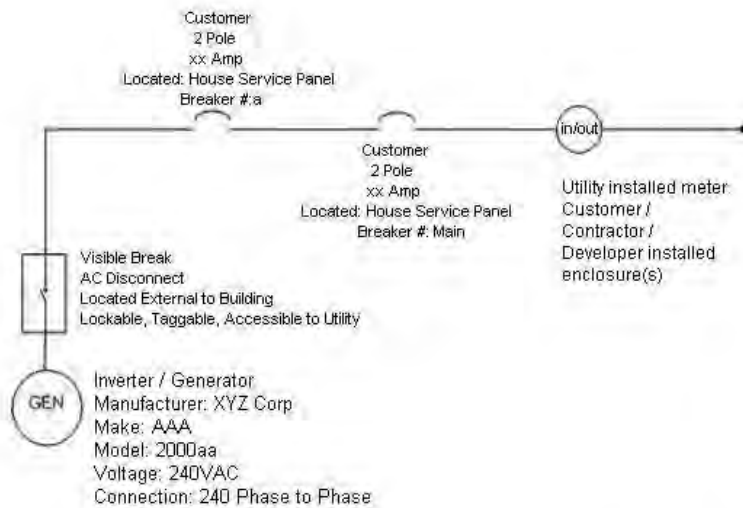 Customer
2 Pole
xx Amp
Located: House Service Panel
Breaker #:a
in/out
Customer
2 Pole
xx Amp
Located: House Service Panel
Breaker #: Main
Utility installed meter
Customer /
Contractor /
Developer installed
enclosure(s)
Visible Break
AC Disconnect
Located External to Building
Lockable, Taggable, Accessible to Utility
GEN
Inverter / Generator
Manufacturer: XYZ Corp
Make: AAA
Model: 2000aa
Voltage: 240VAC
Connection: 240 Phase to Phase